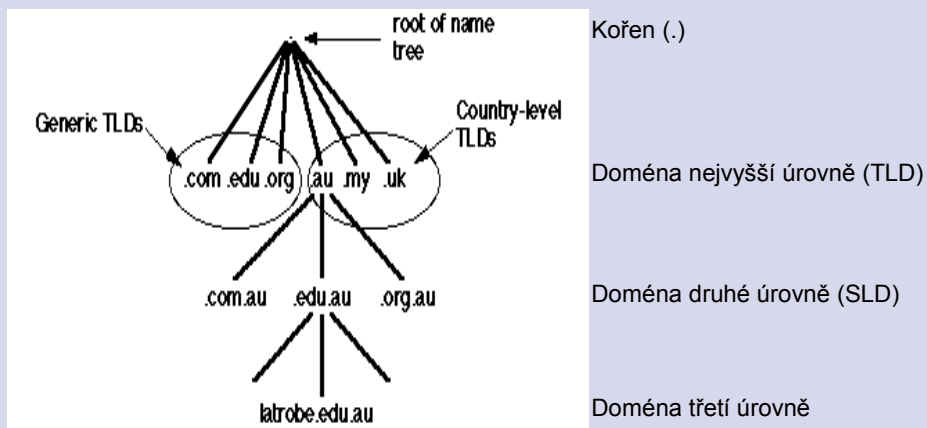 root of name
tree
Kořen (.)
Generic TLDs
Country-level
TLDs
.com .edu .org .au .my .uk
Doména nejvyšší úrovně (TLD)
.com.au .edu.au .org.au
Doména druhé úrovně (SLD)
latrobe.edu.au
Doména třetí úrovně